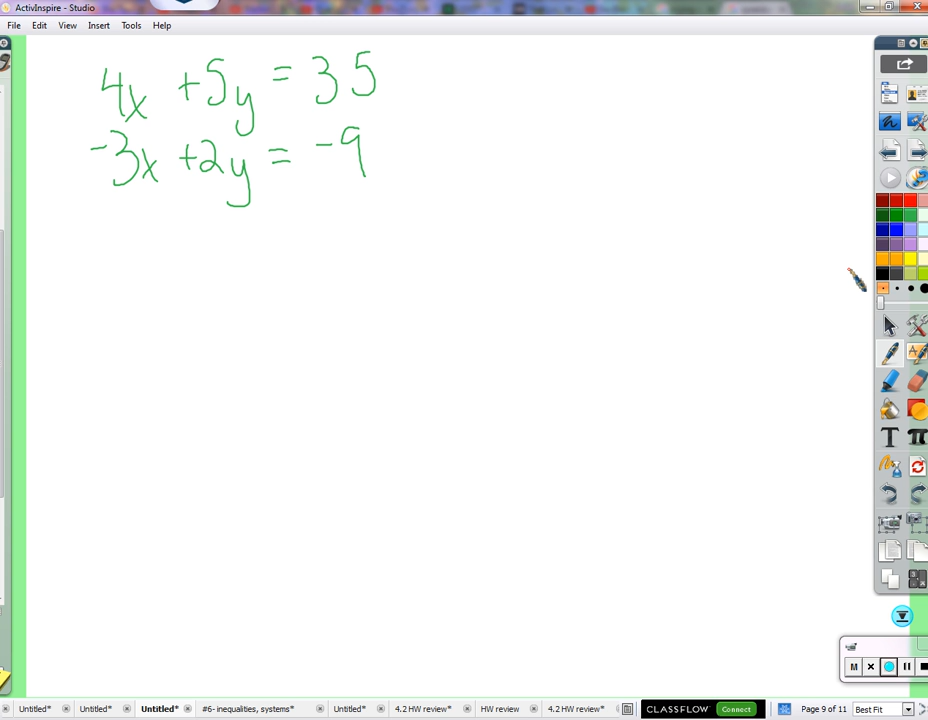 ActivInspire - Studio
File Edit View Insert Tools Help
4x +5y = 35
-3x +2y = -9
Untitled* Untitled* Untitled* #6- inequalities, systems* Untitled* 4.2 HW review* HW review 4.2 HW review* CLASSFLOW Connect Page 9 of 11 Best Fit